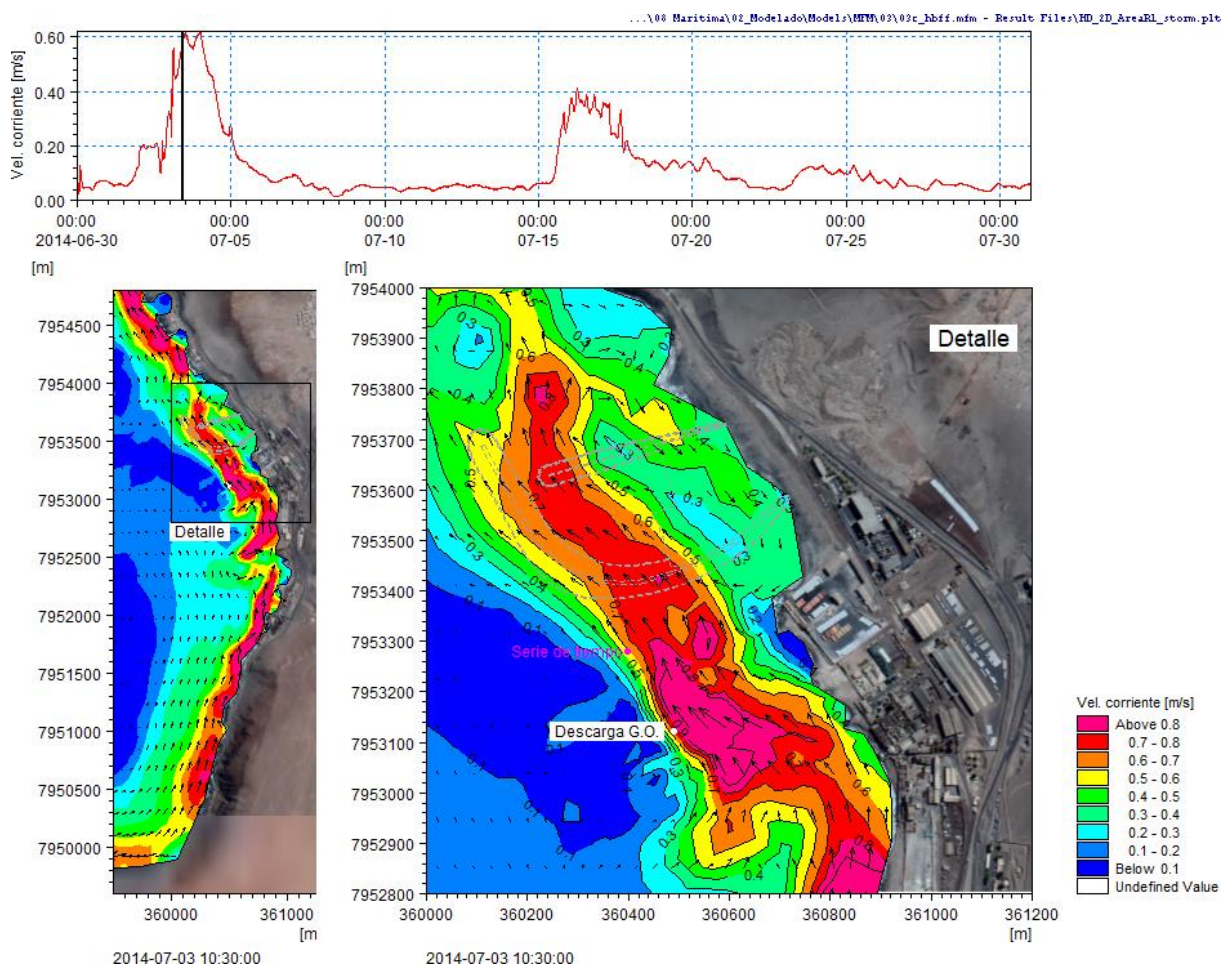 ...\08 Maritima\02_Modelado\Models\MFM\03\03r_hbff.mfm - Result Files\HD_2D_AreaRL_storm.plt
Vel. corriente [m/s]
0.60
0.40
0.20
0.00
00:00 00:00 00:00 00:00 00:00 00:00 00:00
2014-06-30 07-05 07-10 07-15 07-20 07-25 07-30
[m]
7954500
7954000
7953500
7953000
7952500
7952000
7951500
7951000
7950500
7950000
Detalle
360000 361000
[m
2014-07-03 10:30:00
[m]
7954000
7953900
7953800
7953700
7953600
7953500
7953400
7953300
7953200
7953100
7953000
7952900
7952800
Detalle
Serie de tiempo
Descarga G.O.
360000 360200 360400 360600 360800 361000 361200
[m]
2014-07-03 10:30:00
Vel. corriente [m/s]
Above 0.8
0.7 - 0.8
0.6 - 0.7
0.5 - 0.6
0.4 - 0.5
0.3 - 0.4
0.2 - 0.3
0.1 - 0.2
Below 0.1
Undefined Value